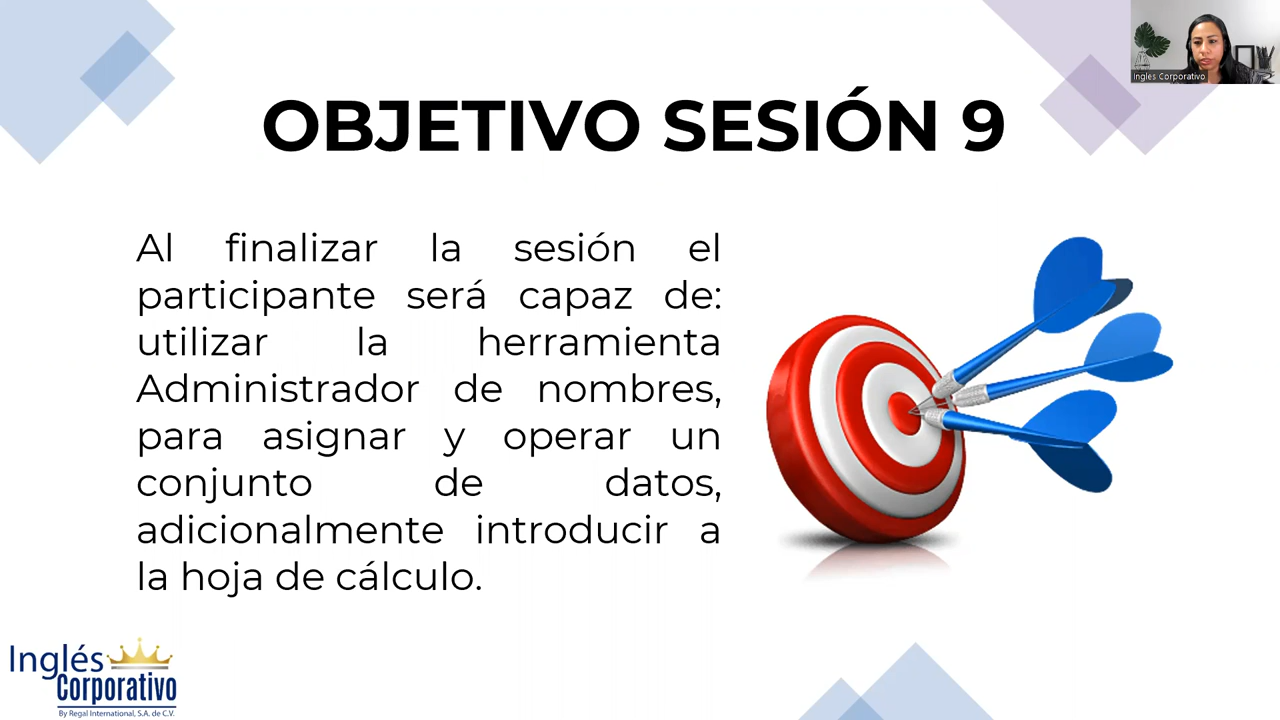 Inglés Corporativo
OBJETIVO SESIÓN 9
Al finalizar la sesión el
participante será capaz de:
utilizar la herramienta
Administrador de nombres,
para asignar y operar un
conjunto de datos,
adicionalmente introducir a
la hoja de cálculo.
Inglés
Corporativo
By Regal International, S.A. de C.V.